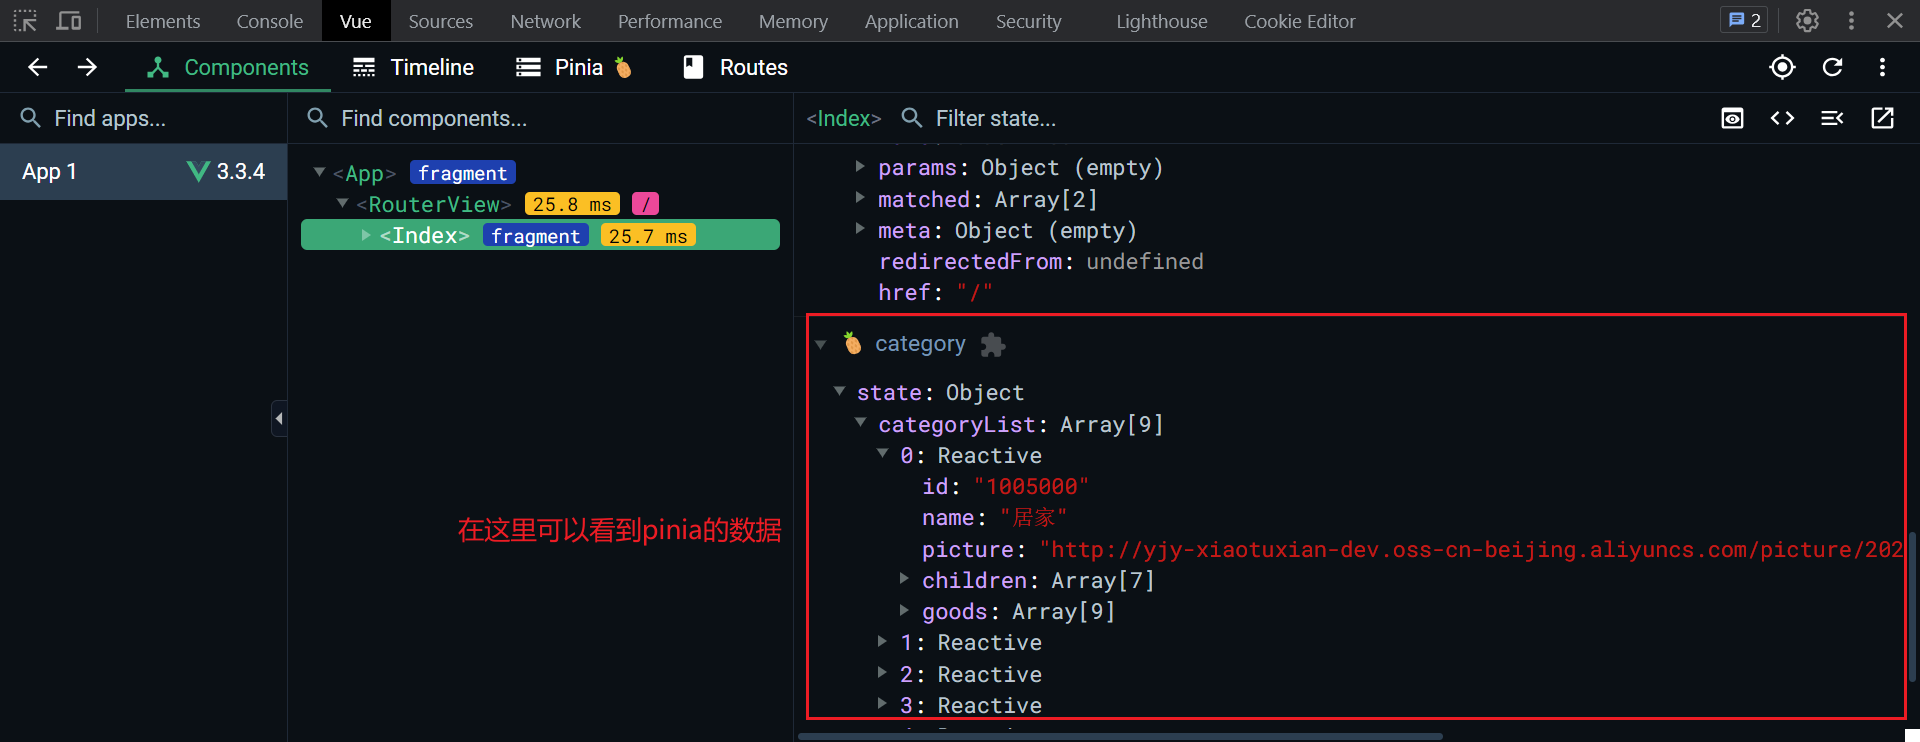 Elements Console Vue Sources Network Performance Memory Application Security Lighthouse Cookie Editor 2
Components Timeline Pinia 🍍 Routes
Find apps...
App 1 3.3.4
Find components...
<App> fragment
<RouterView> 25.8 ms /
<Index> fragment 25.7 ms
在这里可以看到pinia的数据
<Index> Filter state...
params: Object (empty)
matched: Array[2]
meta: Object (empty)
redirectedFrom: undefined
href: "/"
🍍 category
state: Object
categoryList: Array[9]
0: Reactive
id: "1005000"
name: "居家"
picture: "http://yjy-xiaotuxian-dev.oss-cn-beijing.aliyuncs.com/picture/202
children: Array[7]
goods: Array[9]
1: Reactive
2: Reactive
3: Reactive